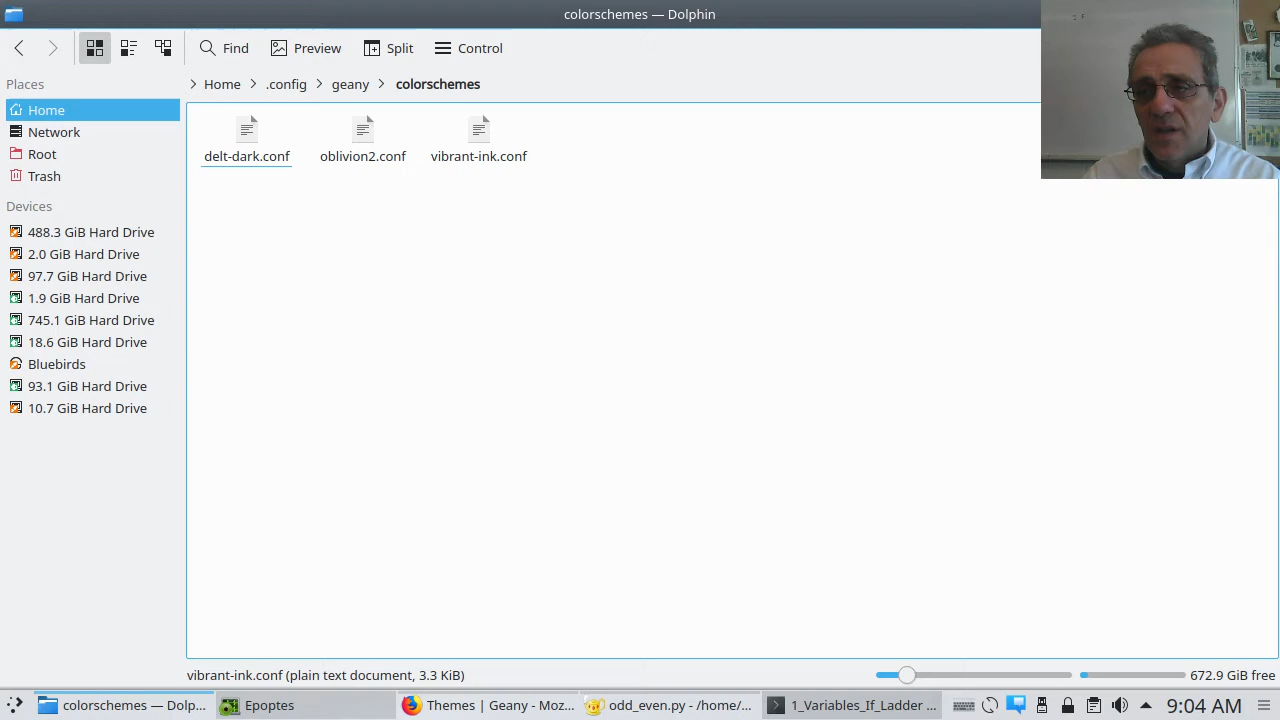 colorschemes — Dolphin
Find
Preview
Split
Control
Places
Home
Network
Root
Trash
Devices
488.3 GiB Hard Drive
2.0 GiB Hard Drive
97.7 GiB Hard Drive
1.9 GiB Hard Drive
745.1 GiB Hard Drive
18.6 GiB Hard Drive
Bluebirds
93.1 GiB Hard Drive
10.7 GiB Hard Drive
Home
.config
geany
colorschemes
delt-dark.conf
oblivion2.conf
vibrant-ink.conf
vibrant-ink.conf (plain text document, 3.3 KiB)
672.9 GiB free
colorschemes — Dolp...
Epoptes
Themes | Geany - Moz...
odd_even.py - /home/...
1_Variables_If_Ladder ...
9:04 AM